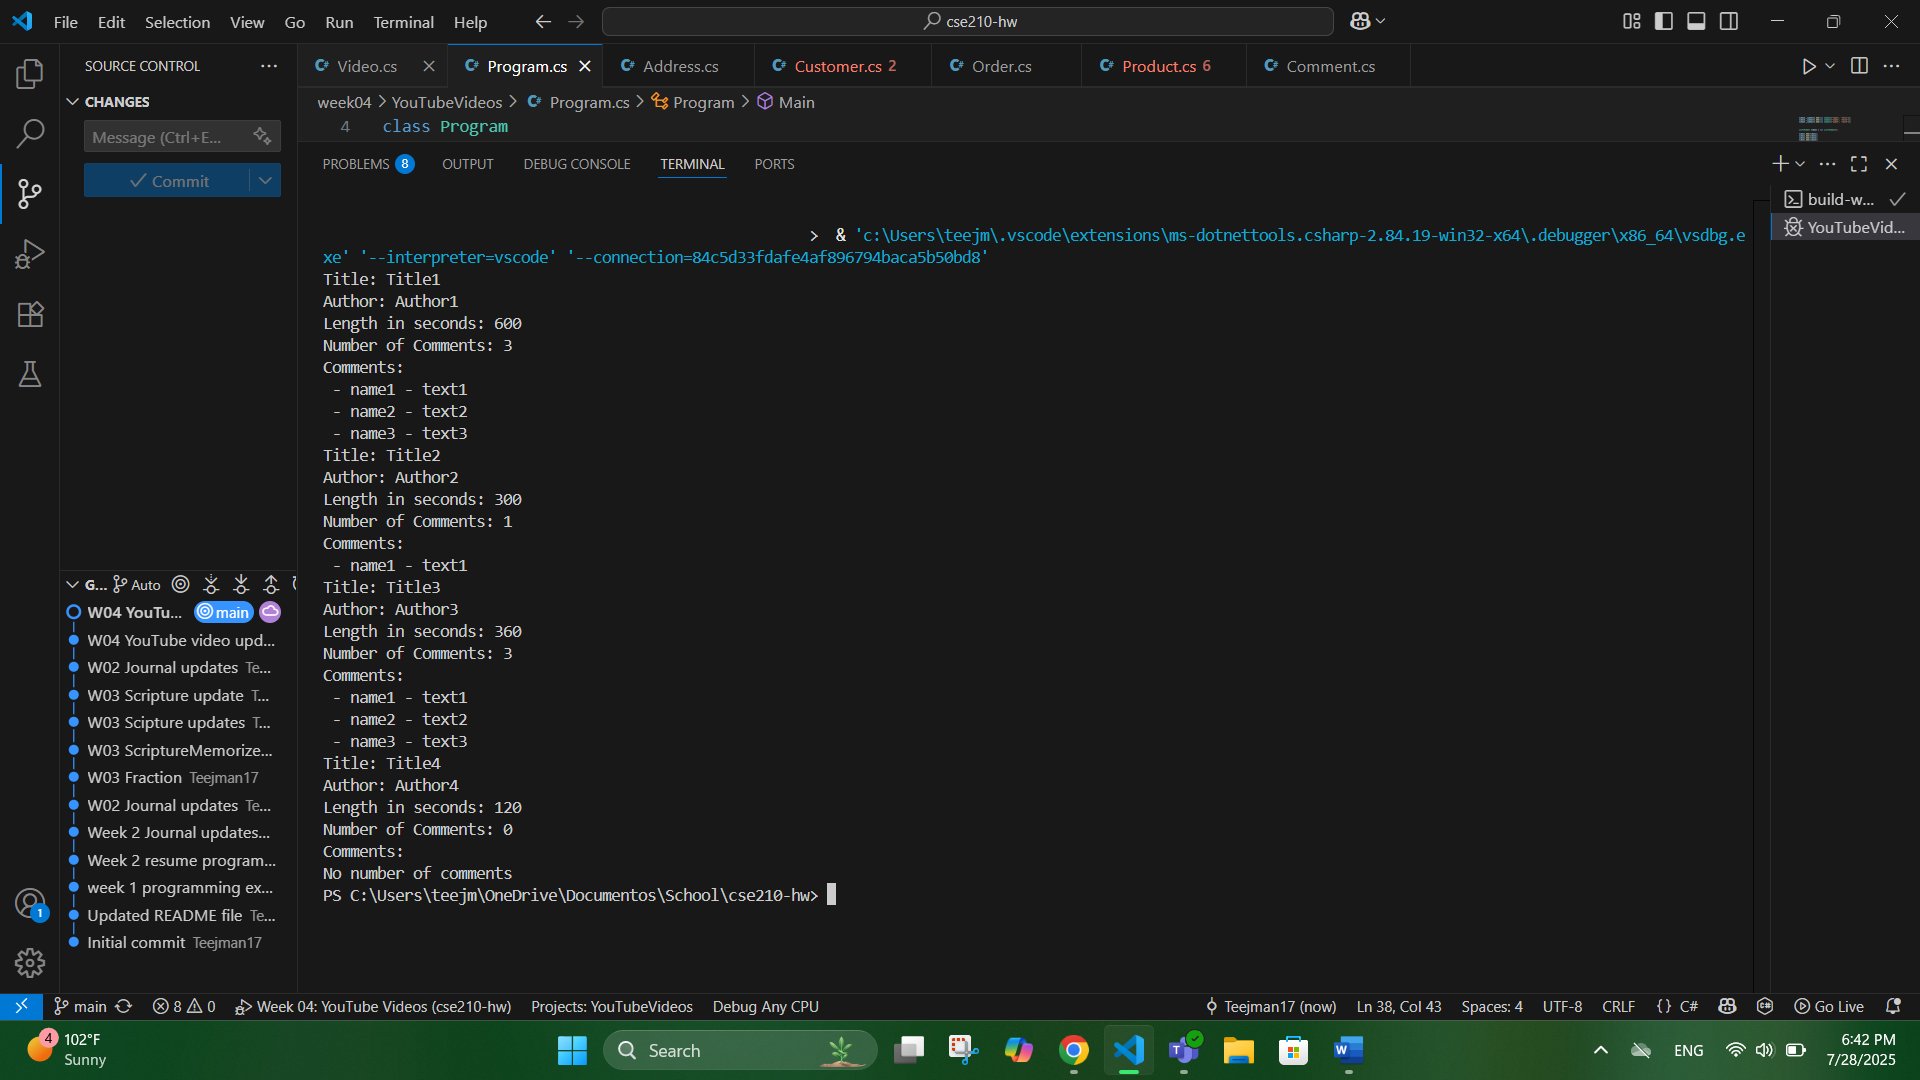 File Edit Selection View Go Run Terminal Help
cse210-hw
SOURCE CONTROL
Video.cs
Program.cs
Address.cs
Customer.cs 2
Order.cs
Product.cs 6
Comment.cs
CHANGES
Message (Ctrl+E...
Commit
week04 > YouTubeVideos > Program.cs > Program > Main
4 class Program
PROBLEMS 8 OUTPUT DEBUG CONSOLE TERMINAL PORTS
build-w...
YouTubeVid...
> & 'c:\Users\teejm\.vscode\extensions\ms-dotnettools.csharp-2.84.19-win32-x64\.debugger\x86_64\vsdbg.e
xe' '--interpreter=vscode' '--connection=84c5d33fdafe4af896794baca5b50bd8'
Title: Title1
Author: Author1
Length in seconds: 600
Number of Comments: 3
Comments:
- name1 - text1
- name2 - text2
- name3 - text3
Title: Title2
Author: Author2
Length in seconds: 300
Number of Comments: 1
Comments:
- name1 - text1
Title: Title3
Author: Author3
Length in seconds: 360
Number of Comments: 3
Comments:
- name1 - text1
- name2 - text2
- name3 - text3
Title: Title4
Author: Author4
Length in seconds: 120
Number of Comments: 0
Comments:
No number of comments
PS C:\Users\teejm\OneDrive\Documentos\School\cse210-hw>
G... Auto
W04 YouTu... main
W04 YouTube video upd...
W02 Journal updates Te...
W03 Scripture update T...
W03 Scipture updates T...
W03 ScriptureMemorize...
W03 Fraction Teejman17
W02 Journal updates Te...
Week 2 Journal updates...
Week 2 resume program...
week 1 programming ex...
Updated README file Te...
Initial commit Teejman17
1
main
8 0
Week 04: YouTube Videos (cse210-hw)
Projects: YouTubeVideos
Debug Any CPU
Teejman17 (now)
Ln 38, Col 43
Spaces: 4
UTF-8
CRLF
{} C#
Go Live
4
102°F
Sunny
Search
ENG
6:42 PM
7/28/2025